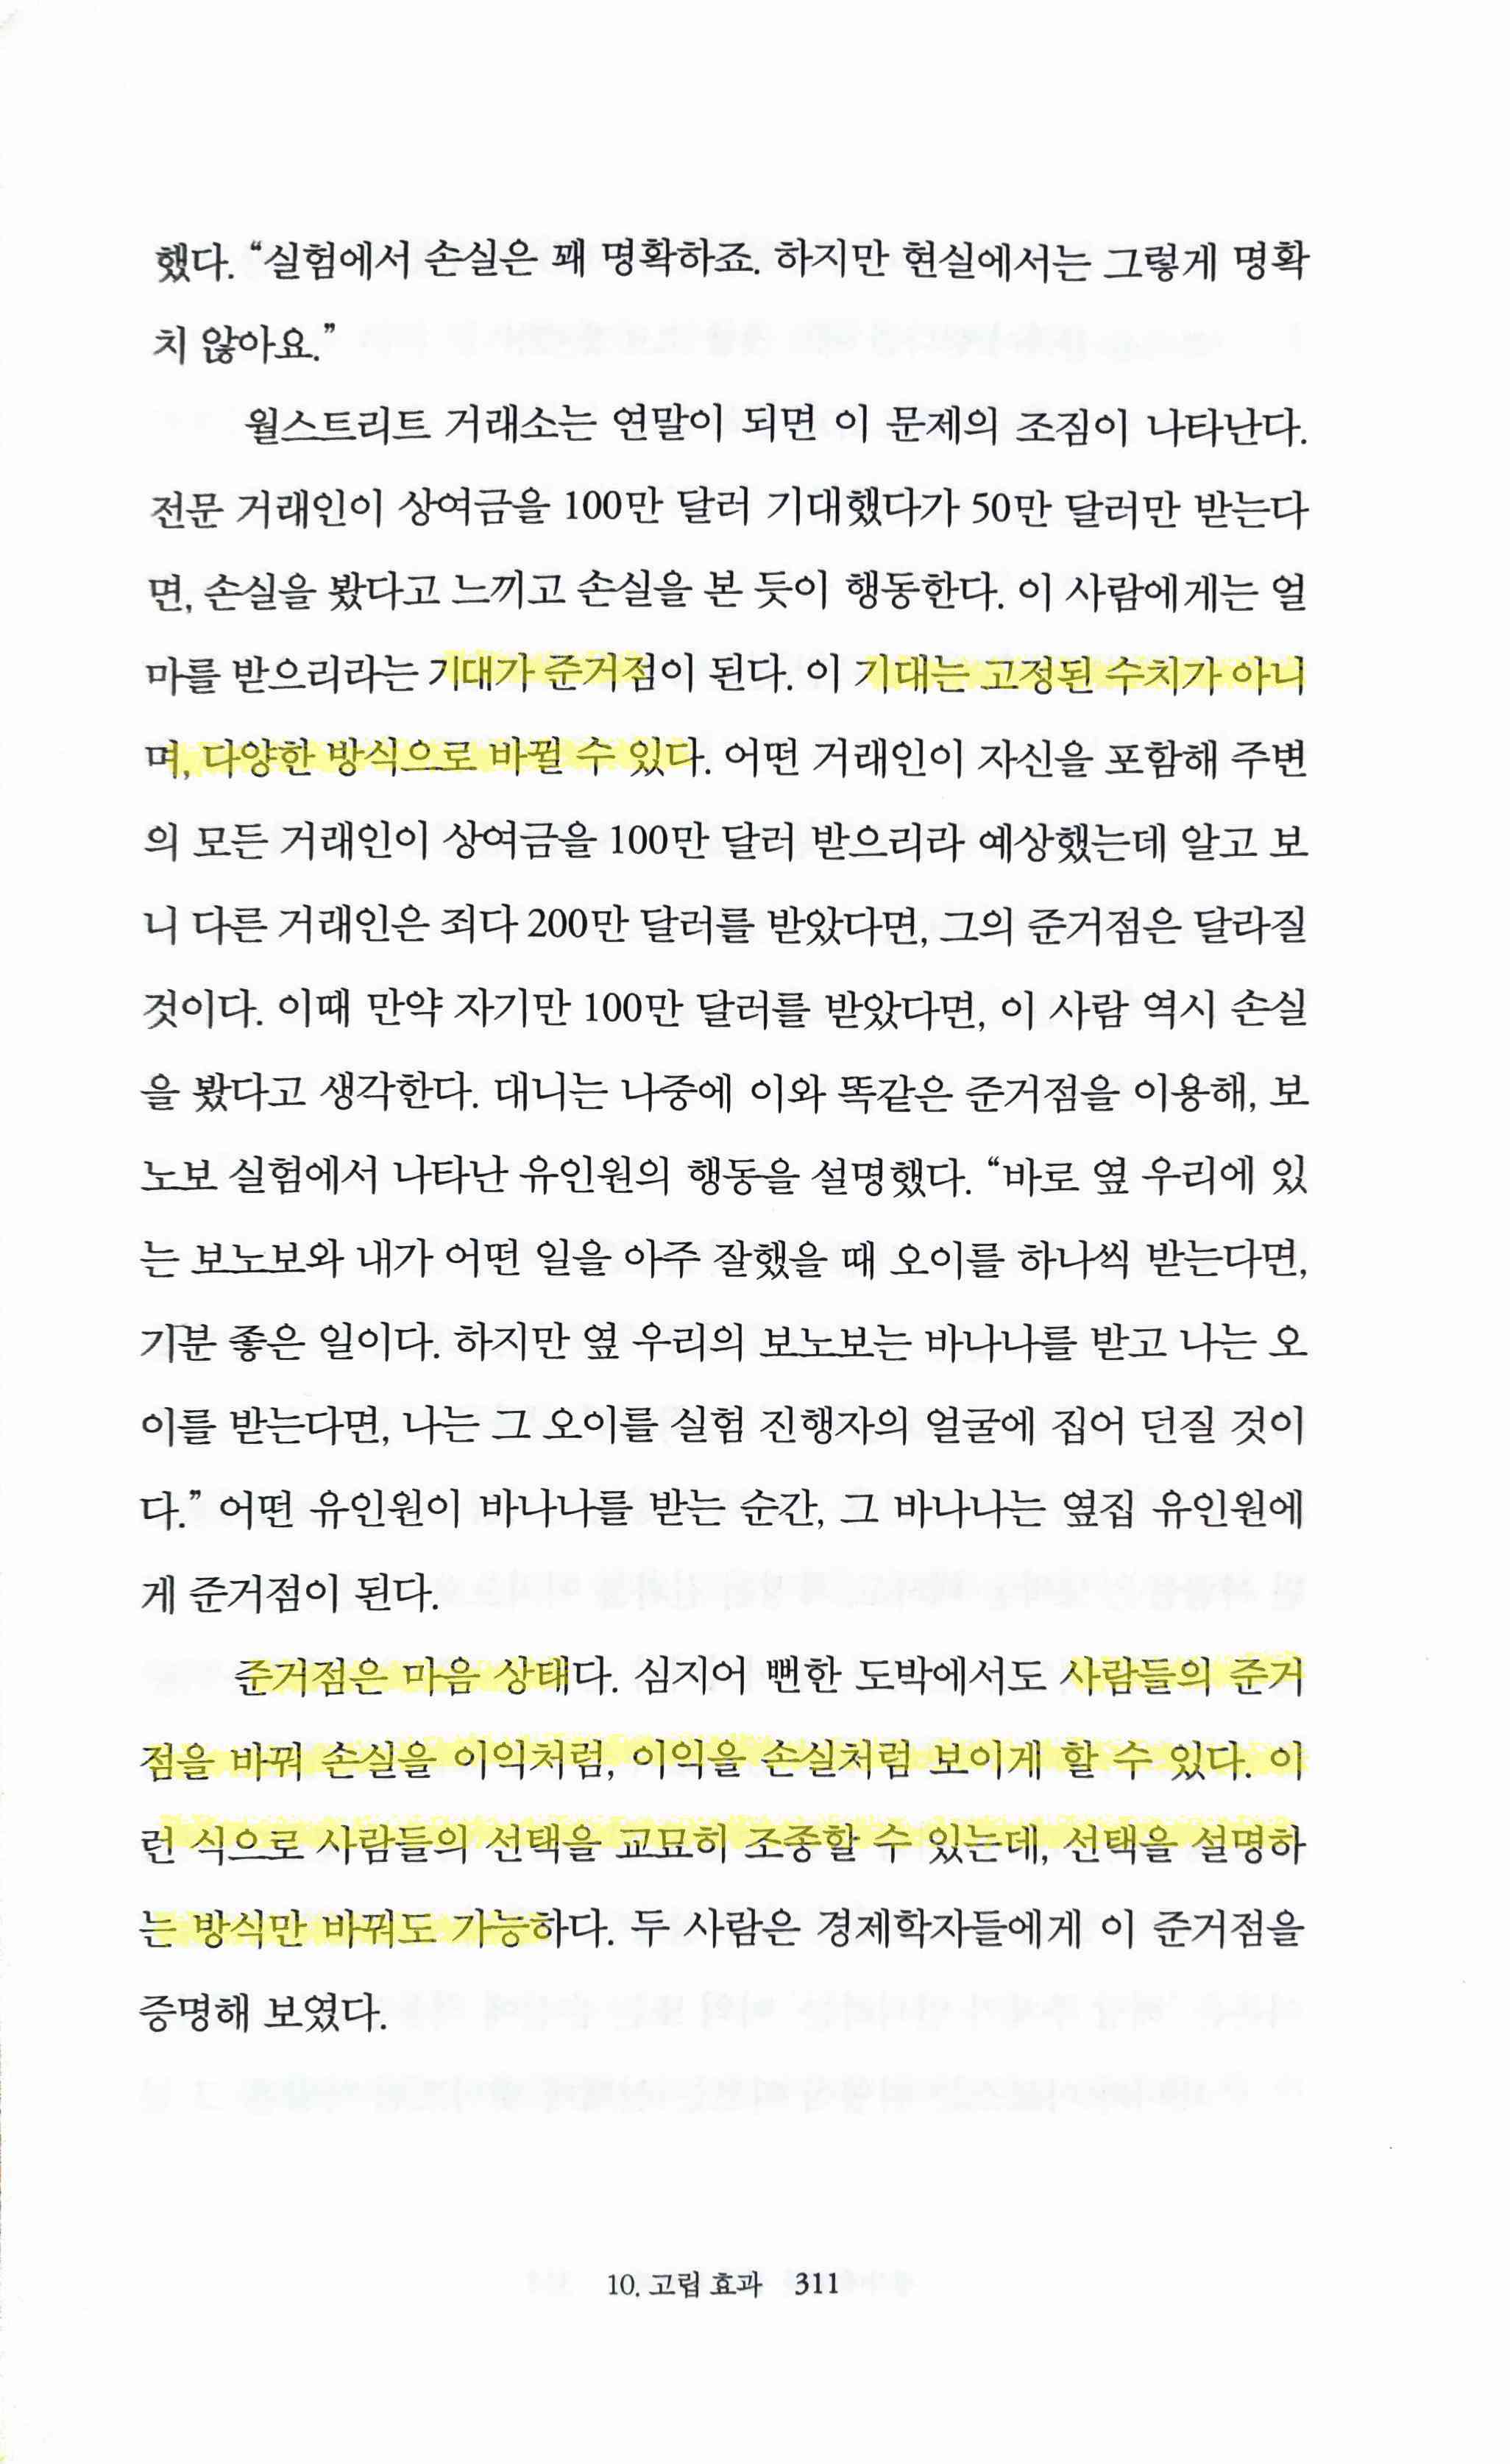 했다. “실험에서 손실은 꽤 명확하죠. 하지만 현실에서는 그렇게 명확
치 않아요.”
월스트리트 거래소는 연말이 되면 이 문제의 조짐이 나타난다.
전문 거래인이 상여금을 100만 달러 기대했다가 50만 달러만 받는다
면, 손실을 봤다고 느끼고 손실을 본 듯이 행동한다. 이 사람에게는 얼
마를 받으리라는 기대가 준거점이 된다. 이 기대는 고정된 수치가 아니
며, 다양한 방식으로 바뀔 수 있다. 어떤 거래인이 자신을 포함해 주변
의 모든 거래인이 상여금을 100만 달러 받으리라 예상했는데 알고 보
니 다른 거래인은 죄다 200만 달러를 받았다면, 그의 준거점은 달라질
것이다. 이때 만약 자기만 100만 달러를 받았다면, 이 사람 역시 손실
을 봤다고 생각한다. 대니는 나중에 이와 똑같은 준거점을 이용해, 보
노보 실험에서 나타난 유인원의 행동을 설명했다. “바로 옆 우리에 있
는 보노보와 내가 어떤 일을 아주 잘했을 때 오이를 하나씩 받는다면,
기분 좋은 일이다. 하지만 옆 우리의 보노보는 바나나를 받고 나는 오
이를 받는다면, 나는 그 오이를 실험 진행자의 얼굴에 집어 던질 것이
다.” 어떤 유인원이 바나나를 받는 순간, 그 바나나는 옆집 유인원에
게 준거점이 된다.
준거점은 마음 상태다. 심지어 뻔한 도박에서도 사람들의 준거
점을 바꿔 손실을 이익처럼, 이익을 손실처럼 보이게 할 수 있다. 이
런 식으로 사람들의 선택을 교묘히 조종할 수 있는데, 선택을 설명하
는 방식만 바꿔도 가능하다. 두 사람은 경제학자들에게 이 준거점을
증명해 보였다.
10. 고립 효과 311